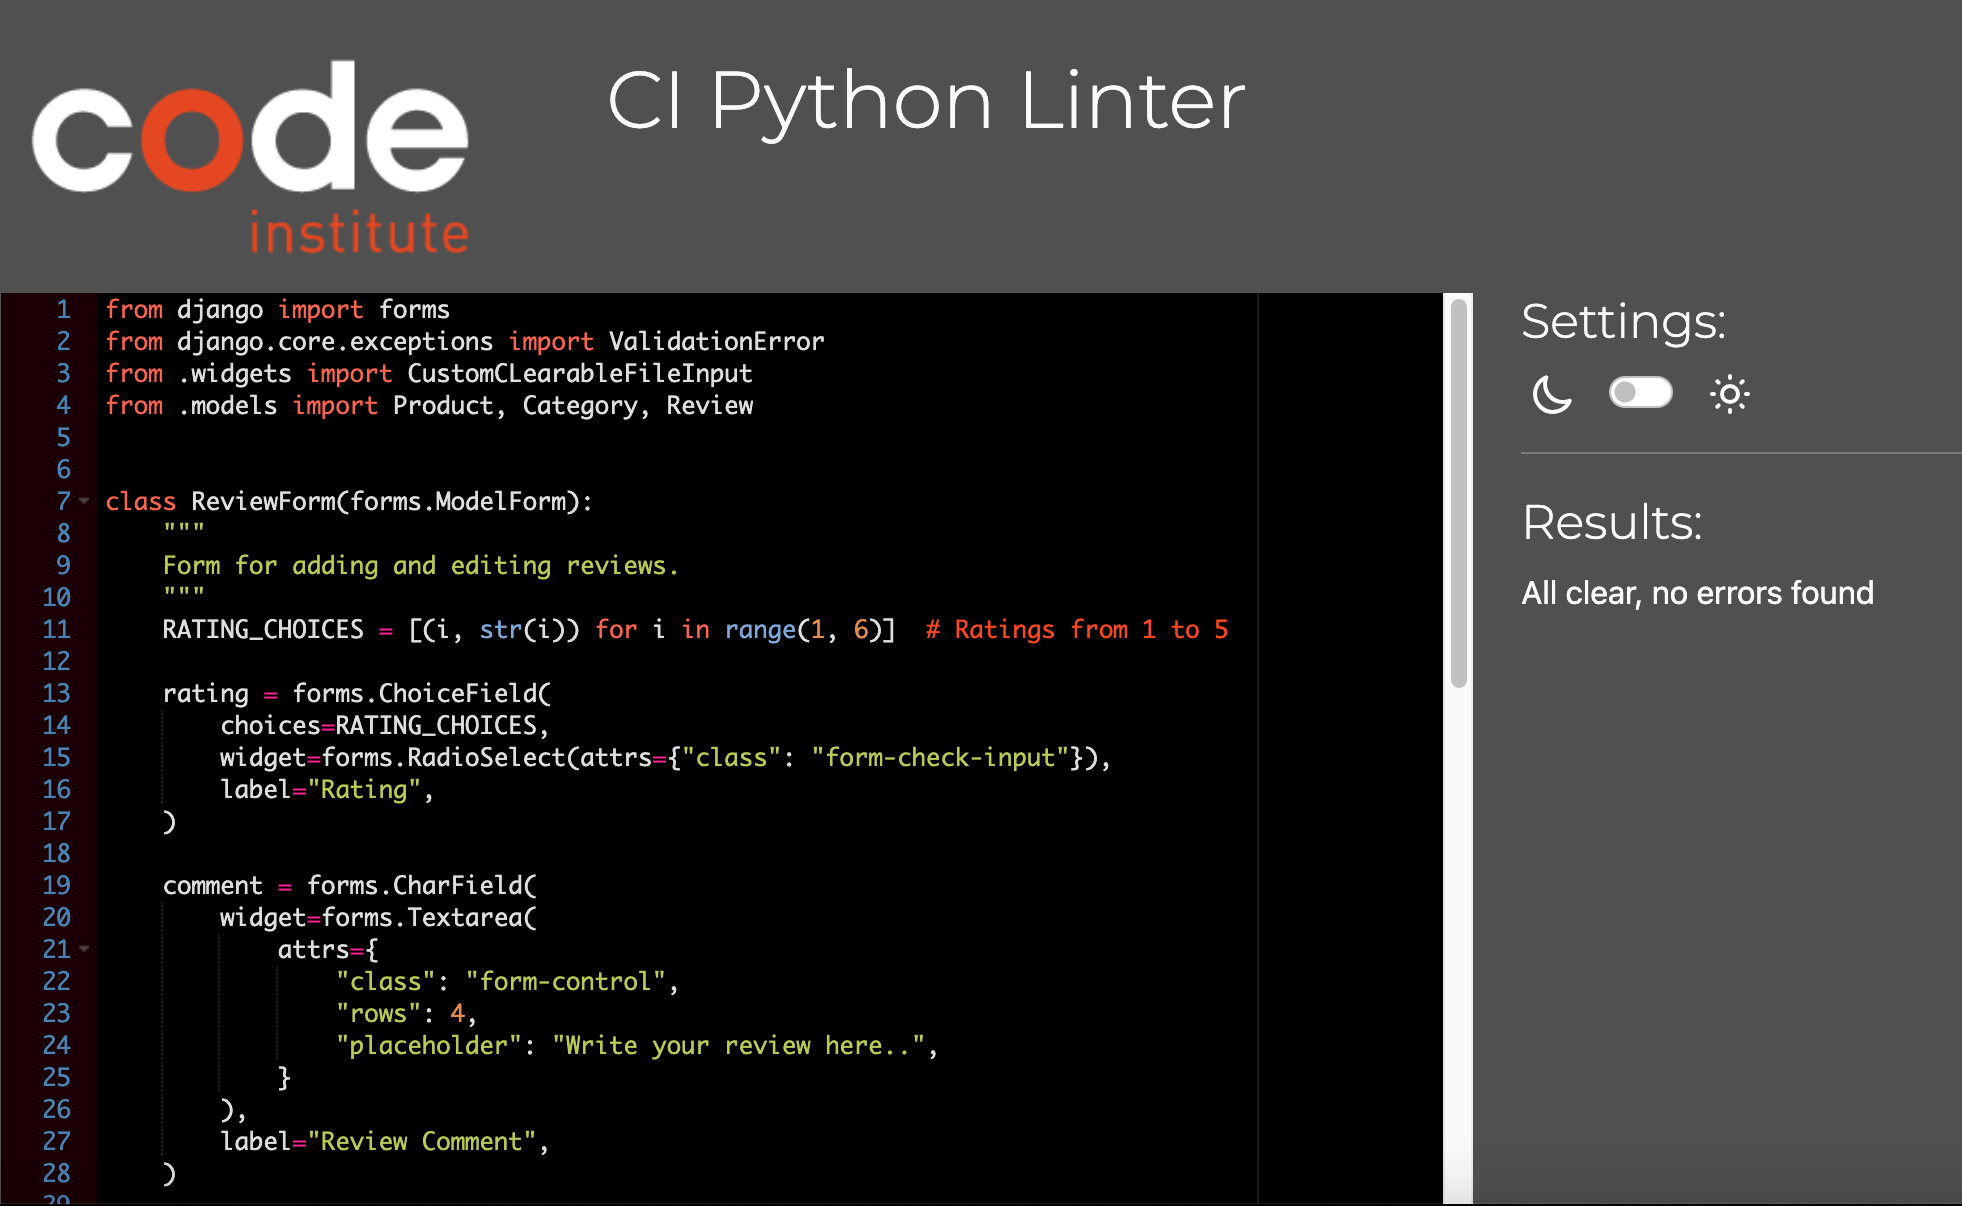 code
institute
CI Python Linter
1 from django import forms
2 from django.core.exceptions import ValidationError
3 from .widgets import CustomCLearableFileInput
4 from .models import Product, Category, Review
5
6
7 class ReviewForm(forms.ModelForm):
8     """
9     Form for adding and editing reviews.
10     """
11     RATING_CHOICES = [(i, str(i)) for i in range(1, 6)]  # Ratings from 1 to 5
12
13     rating = forms.ChoiceField(
14         choices=RATING_CHOICES,
15         widget=forms.RadioSelect(attrs={"class": "form-check-input"}),
16         label="Rating",
17     )
18
19     comment = forms.CharField(
20         widget=forms.Textarea(
21             attrs={
22                 "class": "form-control",
23                 "rows": 4,
24                 "placeholder": "Write your review here..",
25             }
26         ),
27         label="Review Comment",
28     )
29
Settings:
Results:
All clear, no errors found